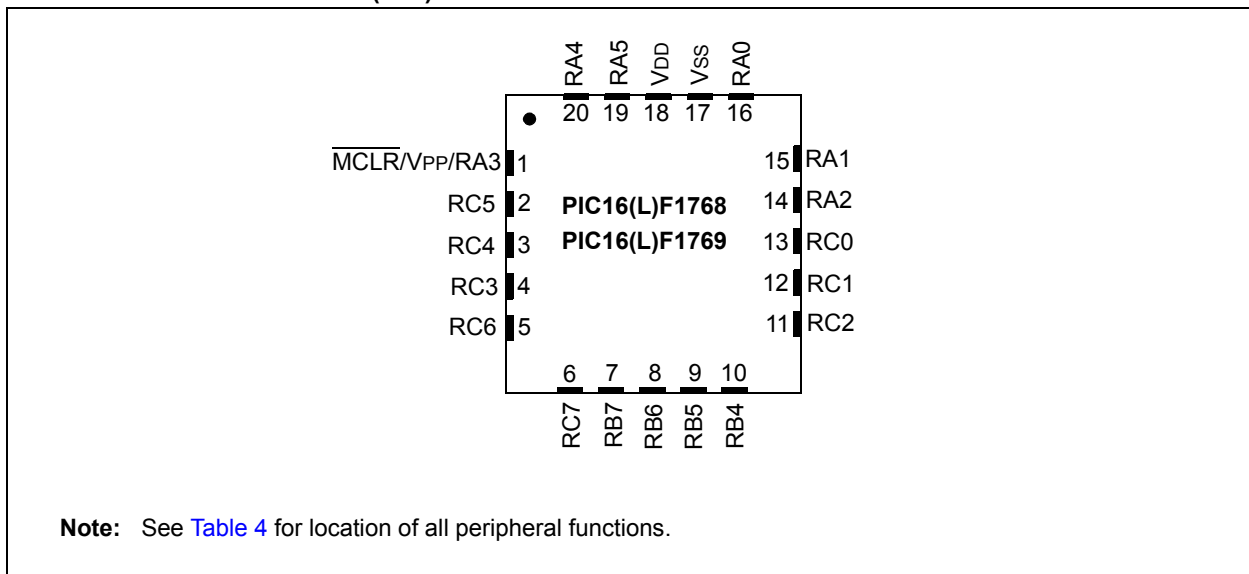 RA4 RA5 VDD VSS RA0
20 19 18 17 16
MCLR/VPP/RA3 1 15 RA1
RC5 2 PIC16(L)F1768 14 RA2
RC4 3 PIC16(L)F1769 13 RC0
RC3 4 12 RC1
RC6 5 11 RC2
6 7 8 9 10
RC7 RB7 RB6 RB5 RB4
Note: See Table 4 for location of all peripheral functions.